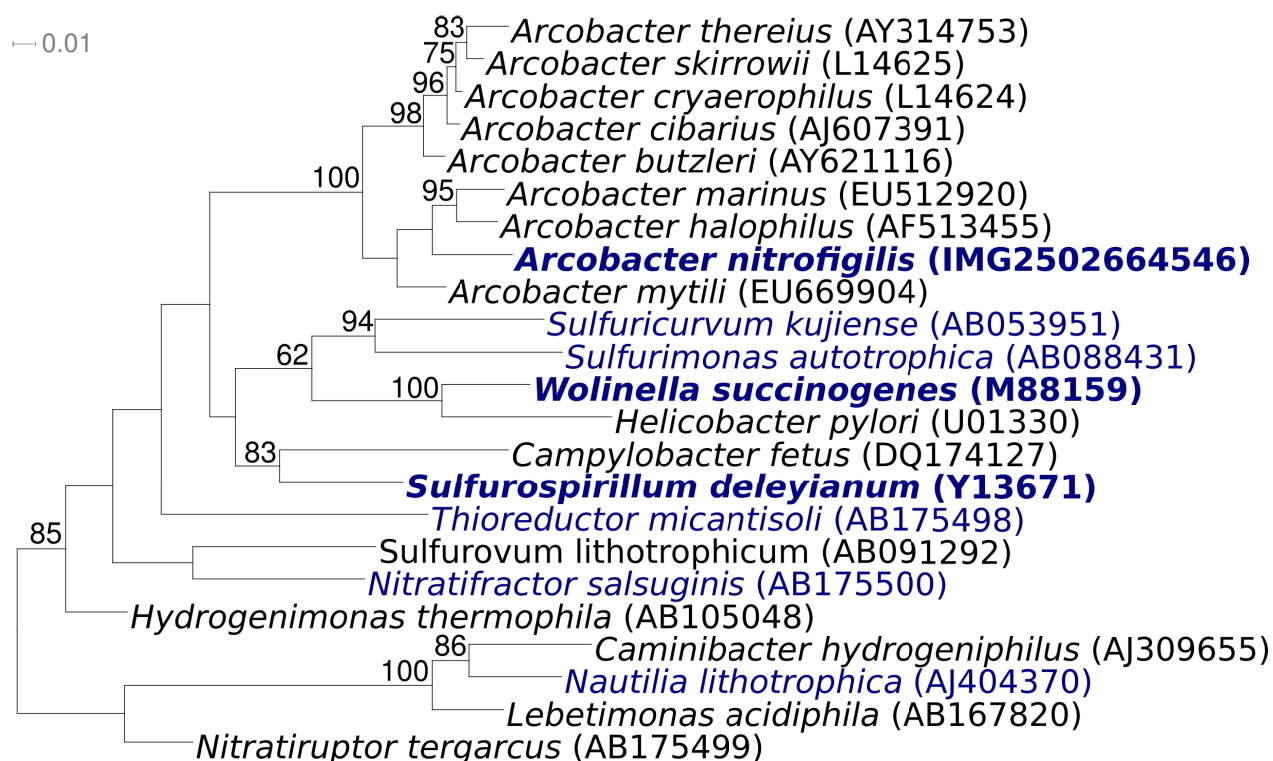 0.01
83
Arcobacter thereius (AY314753)
75
Arcobacter skirrowii (L14625)
96
Arcobacter cryaerophilus (L14624)
98
Arcobacter cibarius (AJ607391)
Arcobacter butzleri (AY621116)
100
95
Arcobacter marinus (EU512920)
Arcobacter halophilus (AF513455)
Arcobacter nitrofigilis (IMG2502664546)
Arcobacter mytili (EU669904)
94
Sulfuricurvum kujiense (AB053951)
62
Sulfurimonas autotrophica (AB088431)
100
Wolinella succinogenes (M88159)
Helicobacter pylori (U01330)
83
Campylobacter fetus (DQ174127)
Sulfurospirillum deleyianum (Y13671)
Thioreductor micantisoli (AB175498)
85
Sulfurovum lithotrophicum (AB091292)
Nitratifractor salsuginis (AB175500)
Hydrogenimonas thermophila (AB105048)
86
Caminibacter hydrogeniphilus (AJ309655)
100
Nautilia lithotrophica (AJ404370)
Lebetimonas acidiphila (AB167820)
Nitratiruptor tergarcus (AB175499)